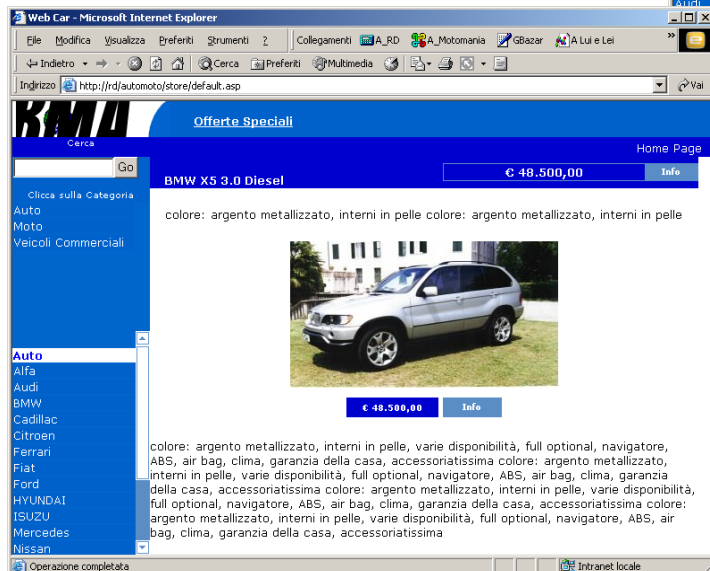 Audi
Web Car - Microsoft Internet Explorer
File Modifica Visualizza Preferiti Strumenti ? Collegamenti A_RD A_Motomania GBazar A Lui e Lei »
Indietro Cerca Preferiti Multimedia
Indirizzo http://rd/automoto/store/default.asp Vai
BMA Offerte Speciali
Cerca
Home Page
Go
BMW X5 3.0 Diesel € 48.500,00 Info
Clicca sulla Categoria
Auto
Moto
Veicoli Commerciali
colore: argento metallizzato, interni in pelle colore: argento metallizzato, interni in pelle
€ 48.500,00 Info
Auto
Alfa
Audi
BMW
Cadillac
Citroen
Ferrari
Fiat
Ford
HYUNDAI
ISUZU
Mercedes
Nissan
colore: argento metallizzato, interni in pelle, varie disponibilità, full optional, navigatore,
ABS, air bag, clima, garanzia della casa, accessoriatissima colore: argento metallizzato,
interni in pelle, varie disponibilità, full optional, navigatore, ABS, air bag, clima, garanzia
della casa, accessoriatissima colore: argento metallizzato, interni in pelle, varie disponibilità,
full optional, navigatore, ABS, air bag, clima, garanzia della casa, accessoriatissima colore:
argento metallizzato, interni in pelle, varie disponibilità, full optional, navigatore, ABS, air
bag, clima, garanzia della casa, accessoriatissima
Operazione completata Intranet locale